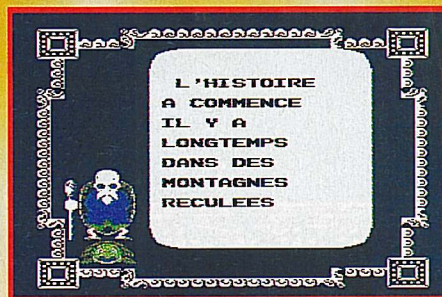 L'HISTOIRE
A COMMENCE
IL Y A
LONGTEMPS
DANS DES
MONTAGNES
RECULEES